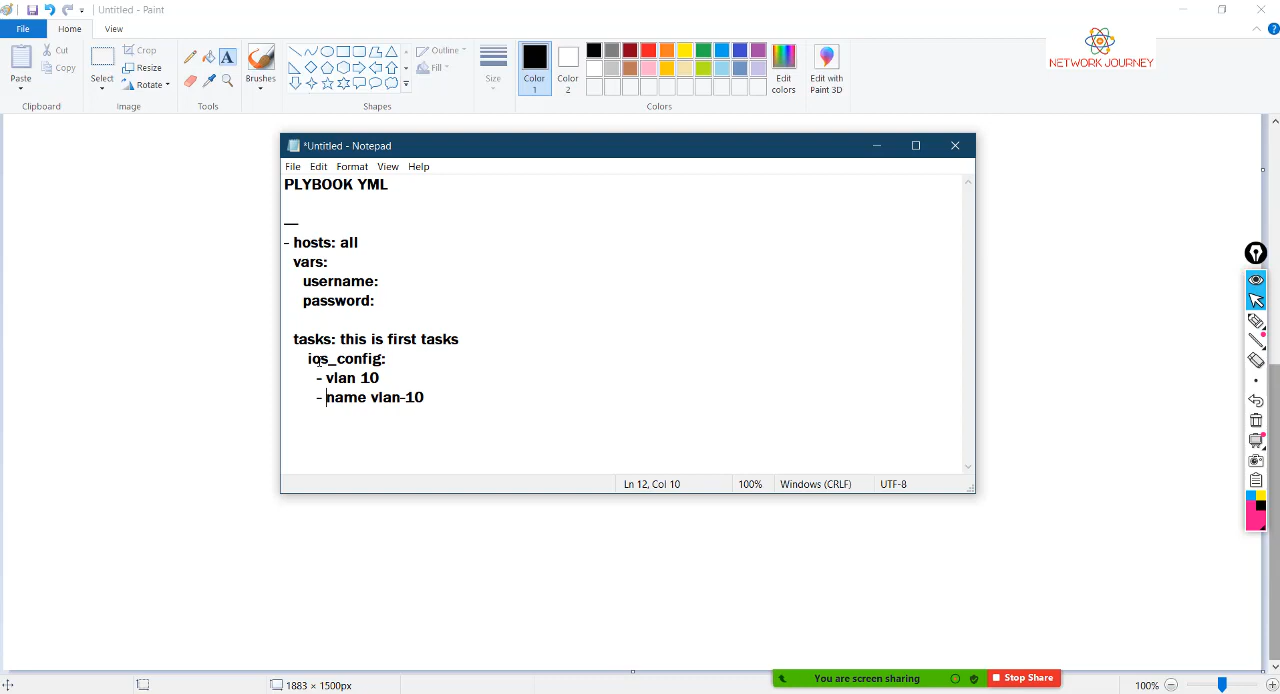 Untitled - Paint
File
Home
View
Paste
Cut
Copy
Clipboard
Select
Crop
Resize
Rotate
Image
A
Tools
Brushes
Shapes
Outline
Fill
Size
Color 1
Color 2
Edit colors
Colors
Edit with Paint 3D
NETWORK JOURNEY
*Untitled - Notepad
File Edit Format View Help
PLYBOOK YML
---
- hosts: all
vars:
username:
password:
tasks: this is first tasks
ios_config:
- vlan 10
- name vlan-10
Ln 12, Col 10
100%
Windows (CRLF)
UTF-8
You are screen sharing
Stop Share
1883 × 1500px
100%